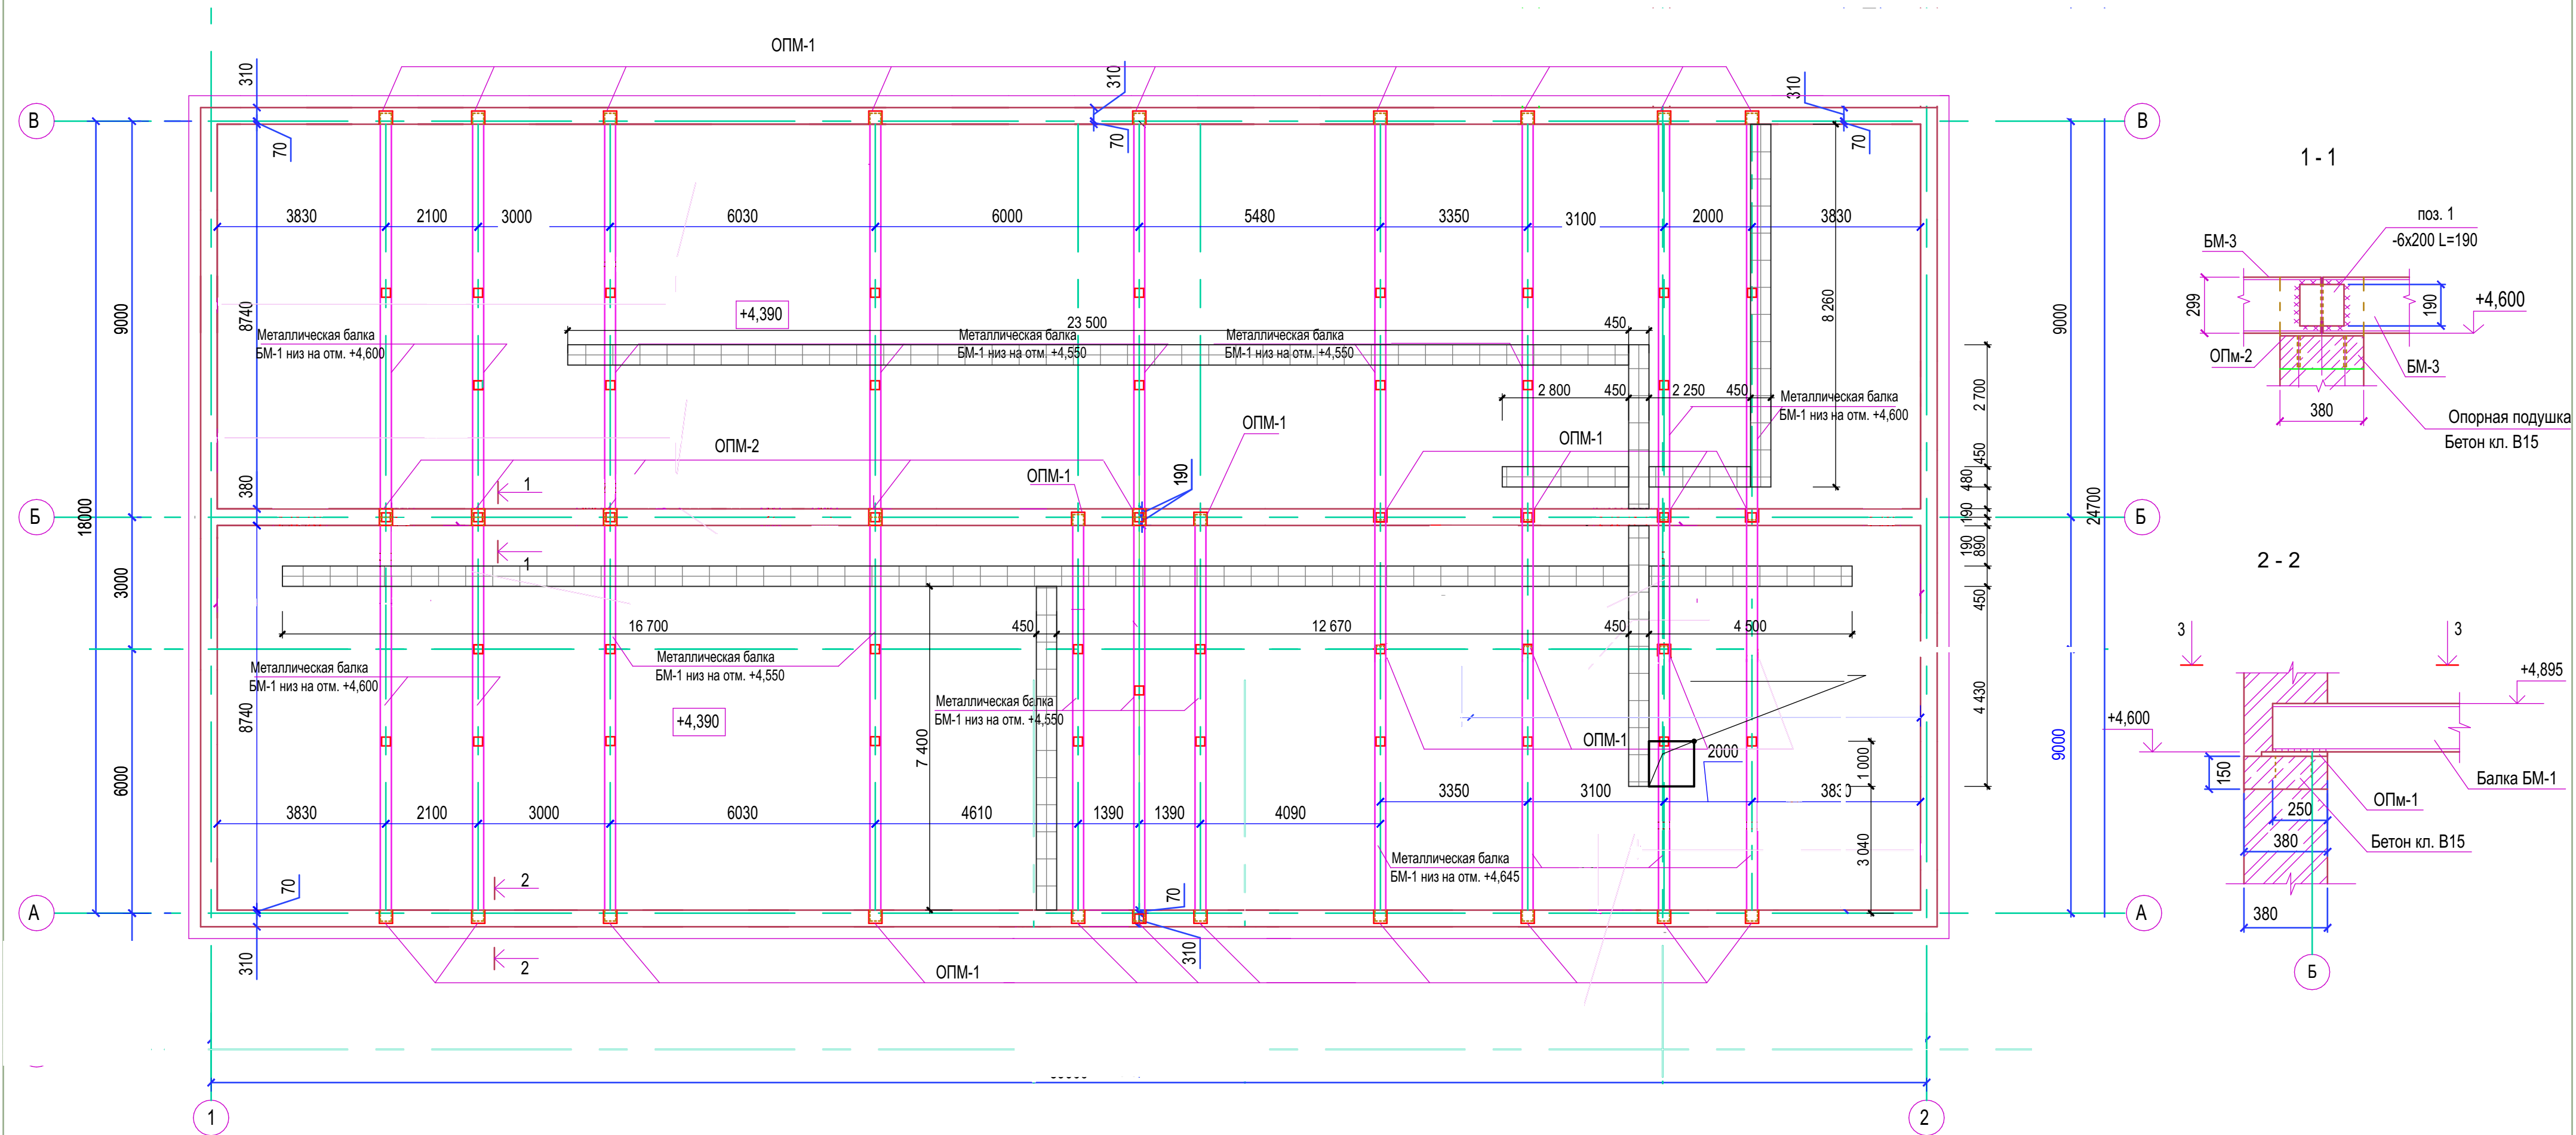 ОПМ-1
310
310
310
В
В
70
70
70
1 - 1
3830
2100
3000
6030
6000
5480
3350
3100
2000
3830
поз. 1
-6х200 L=190
БМ-3
299
190
+4,600
ОПм-2
БМ-3
380
Опорная подушка
Бетон кл. В15
9000
8740
+4,390
23 500
450
8 260
9000
Металлическая балка
БМ-1 низ на отм. +4,600
Металлическая балка
БМ-1 низ на отм. +4,550
Металлическая балка
БМ-1 низ на отм. +4,550
2 800
450
2 250
450
Металлическая балка
БМ-1 низ на отм. +4,600
2 700
ОПМ-2
ОПМ-1
ОПМ-1
ОПМ-1
190
380
1
450
480
18000
24700
Б
Б
190
190
890
1
2 - 2
3000
450
16 700
450
12 670
450
4 500
3
3
Металлическая балка
БМ-1 низ на отм. +4,600
Металлическая балка
БМ-1 низ на отм. +4,550
Металлическая балка
БМ-1 низ на отм. +4,550
+4,895
+4,600
8740
+4,390
7 400
4 430
ОПМ-1
2000
1 000
9000
150
Балка БМ-1
ОПм-1
250
380
Бетон кл. В15
6000
3830
2100
3000
6030
4610
1390
1390
4090
3350
3100
3830
3 040
Металлическая балка
БМ-1 низ на отм. +4,645
70
2
70
А
А
380
310
2
310
ОПМ-1
Б
1
2